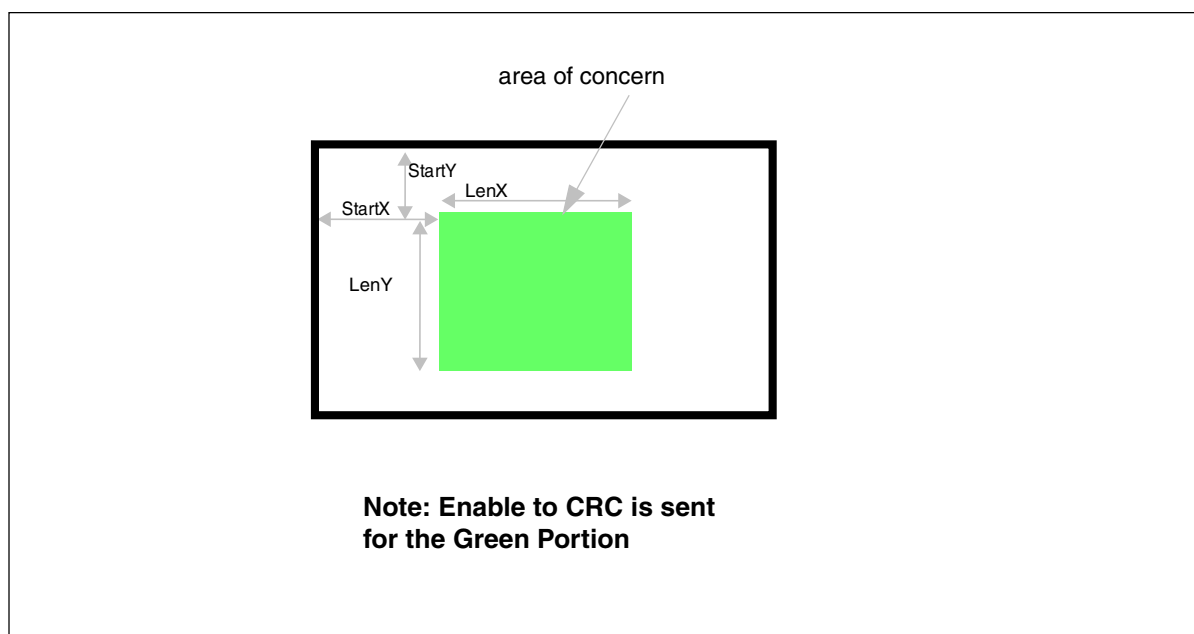 area of concern
StartY
LenX
StartX
LenY
Note: Enable to CRC is sent
for the Green Portion